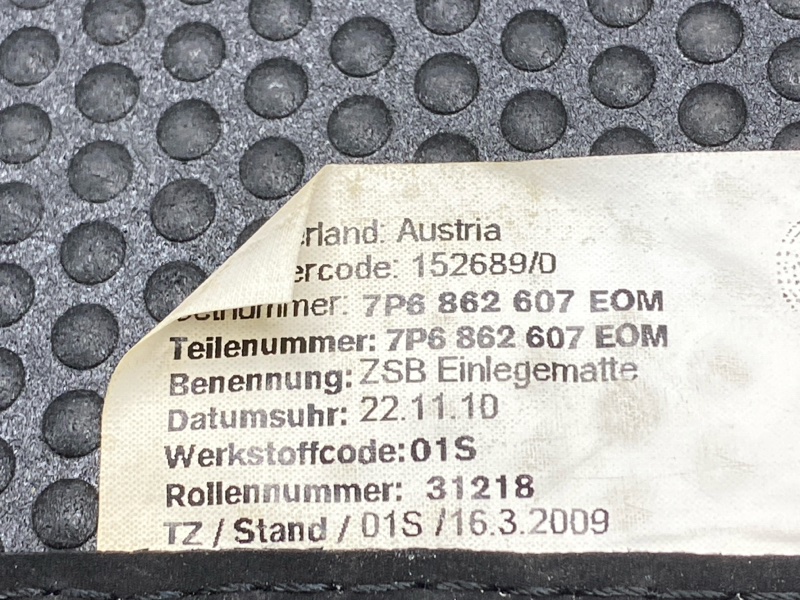 erland: Austria
ercode: 152689/0
Setnummer: 7P6 862 607 EOM
Teilenummer: 7P6 862 607 EOM
Benennung: ZSB Einlegematte
Datumsuhr: 22.11.10
Werkstoffcode: 01S
Rollennummer: 31218
TZ / Stand / 01S /16.3.2009